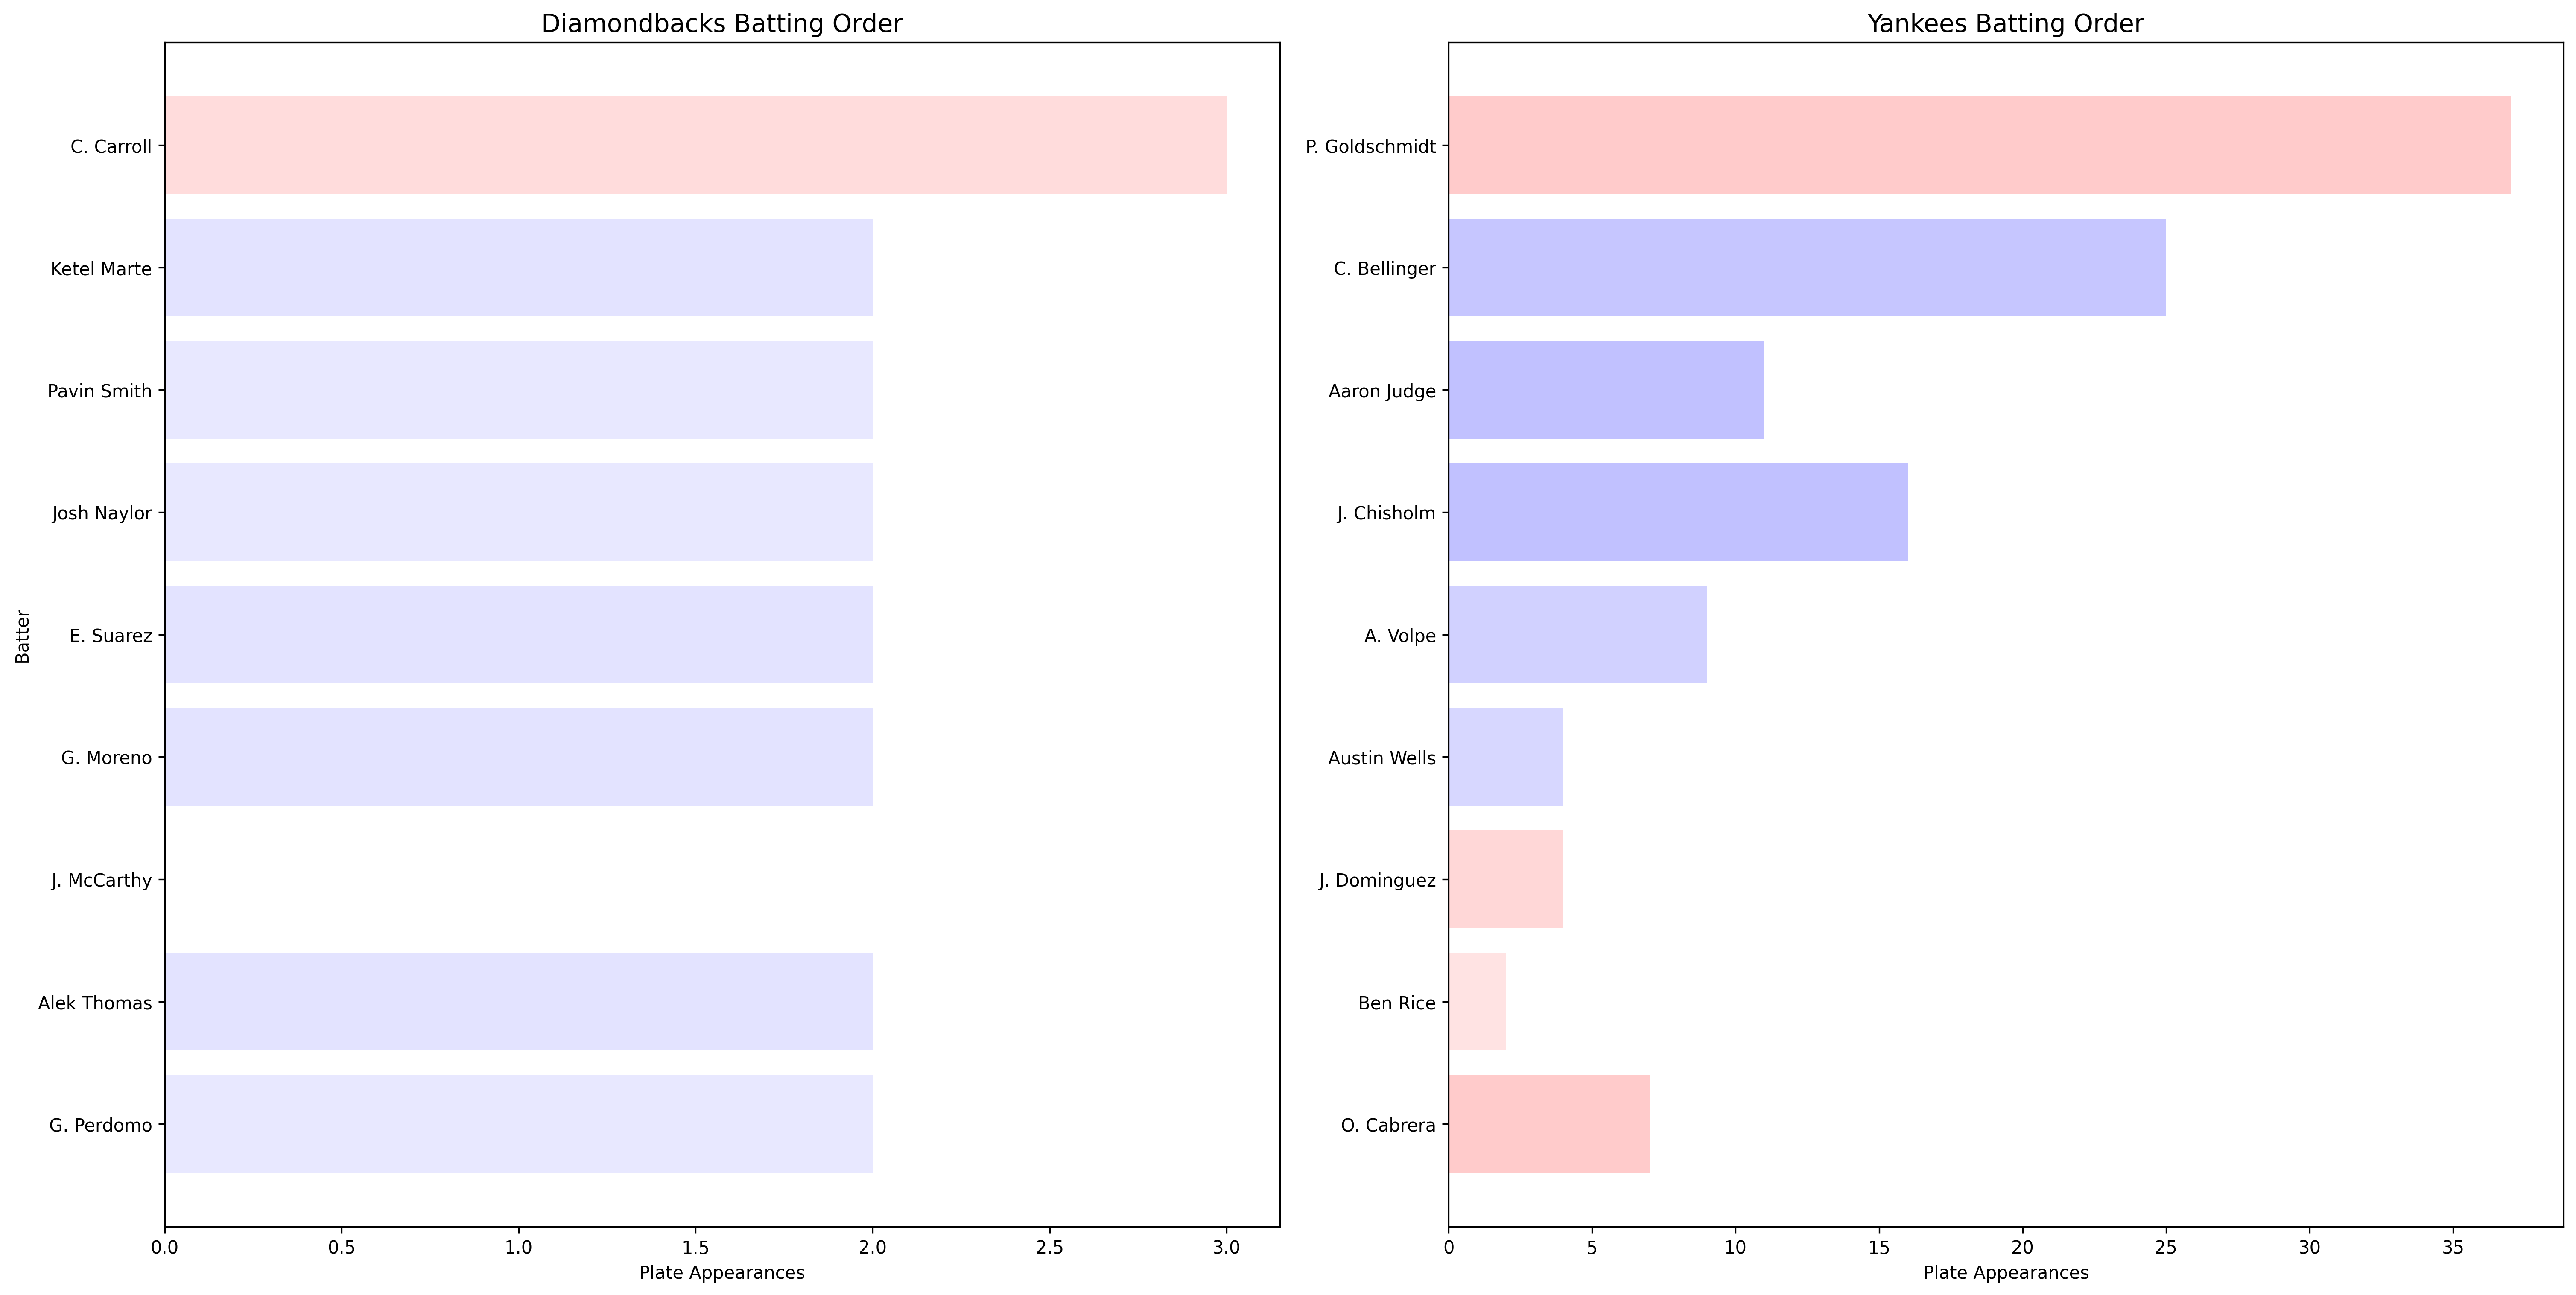 Diamondbacks Batting Order
Batter
C. Carroll
Ketel Marte
Pavin Smith
Josh Naylor
E. Suarez
G. Moreno
J. McCarthy
Alek Thomas
G. Perdomo
0.0 0.5 1.0 1.5 2.0 2.5 3.0
Plate Appearances
Yankees Batting Order
P. Goldschmidt
C. Bellinger
Aaron Judge
J. Chisholm
A. Volpe
Austin Wells
J. Dominguez
Ben Rice
O. Cabrera
0 5 10 15 20 25 30 35
Plate Appearances